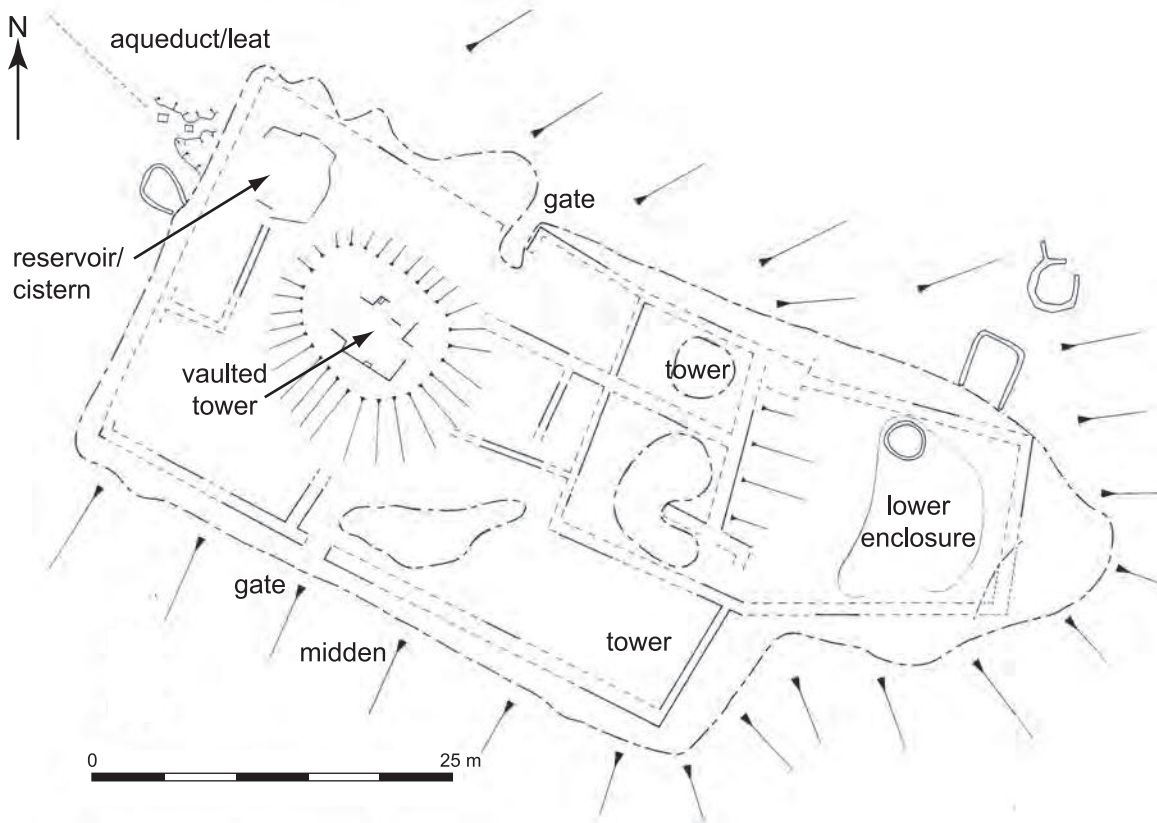 N
aqueduct/leat
gate
reservoir/
cistern
vaulted
tower
tower
lower
enclosure
gate
midden
tower
0
25 m